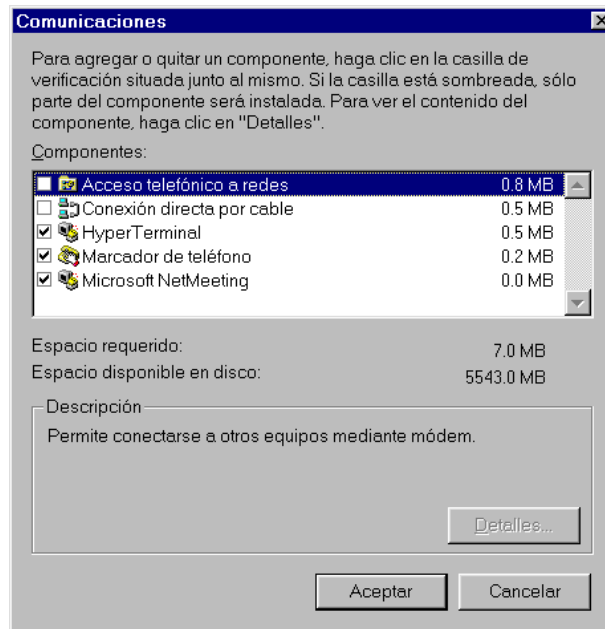 Comunicaciones
Para agregar o quitar un componente, haga clic en la casilla de
verificación situada junto al mismo. Si la casilla está sombreada, sólo
parte del componente será instalada. Para ver el contenido del
componente, haga clic en "Detalles".
Componentes:
Acceso telefónico a redes 0.8 MB
Conexión directa por cable 0.5 MB
HyperTerminal 0.5 MB
Marcador de teléfono 0.2 MB
Microsoft NetMeeting 0.0 MB
Espacio requerido: 7.0 MB
Espacio disponible en disco: 5543.0 MB
Descripción
Permite conectarse a otros equipos mediante módem.
Detalles...
Aceptar Cancelar